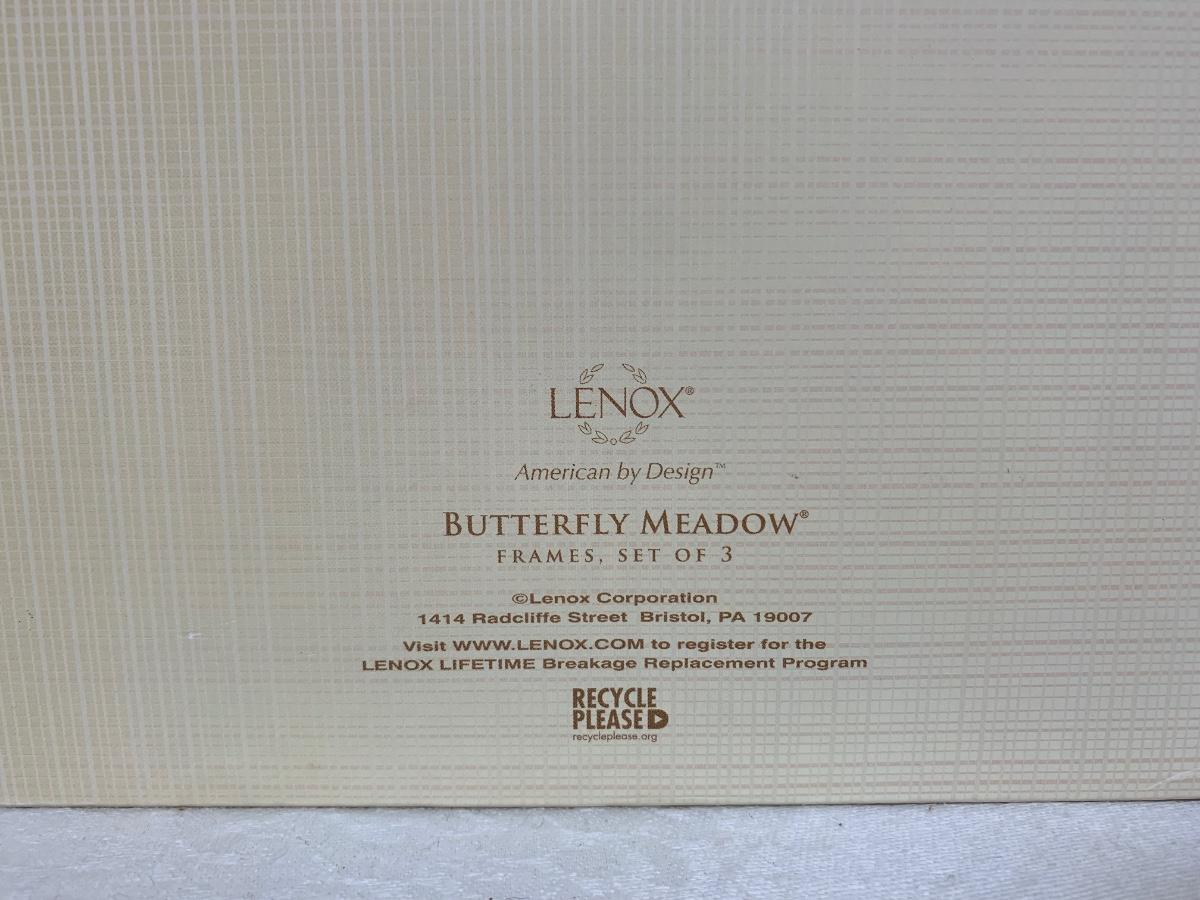 LENOX®
American by Design™
BUTTERFLY MEADOW®
FRAMES, SET OF 3
©Lenox Corporation
1414 Radcliffe Street Bristol, PA 19007
Visit WWW.LENOX.COM to register for the
LENOX LIFETIME Breakage Replacement Program
RECYCLE
PLEASE
recycleplease.org